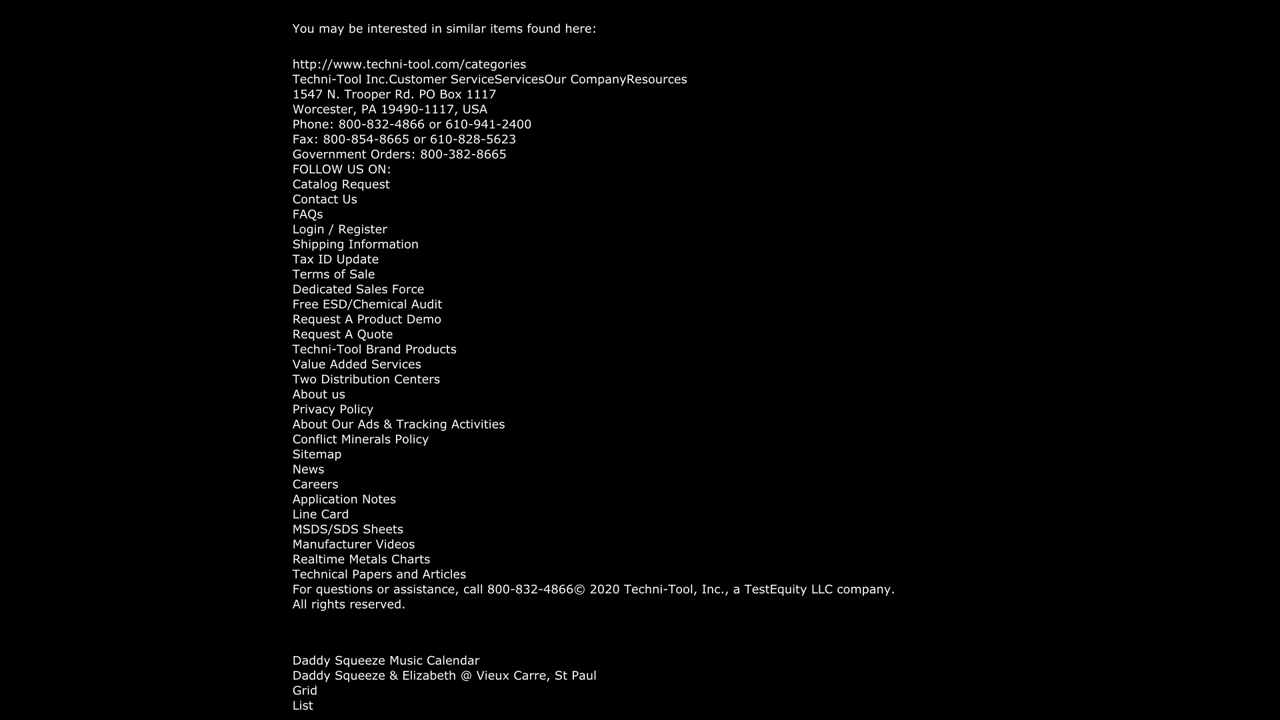 You may be interested in similar items found here:
http://www.techni-tool.com/categories
Techni-Tool Inc.Customer ServiceServicesOur CompanyResources
1547 N. Trooper Rd. PO Box 1117
Worcester, PA 19490-1117, USA
Phone: 800-832-4866 or 610-941-2400
Fax: 800-854-8665 or 610-828-5623
Government Orders: 800-382-8665
FOLLOW US ON:
Catalog Request
Contact Us
FAQs
Login / Register
Shipping Information
Tax ID Update
Terms of Sale
Dedicated Sales Force
Free ESD/Chemical Audit
Request A Product Demo
Request A Quote
Techni-Tool Brand Products
Value Added Services
Two Distribution Centers
About us
Privacy Policy
About Our Ads & Tracking Activities
Conflict Minerals Policy
Sitemap
News
Careers
Application Notes
Line Card
MSDS/SDS Sheets
Manufacturer Videos
Realtime Metals Charts
Technical Papers and Articles
For questions or assistance, call 800-832-4866© 2020 Techni-Tool, Inc., a TestEquity LLC company.
All rights reserved.
Daddy Squeeze Music Calendar
Daddy Squeeze & Elizabeth @ Vieux Carre, St Paul
Grid
List